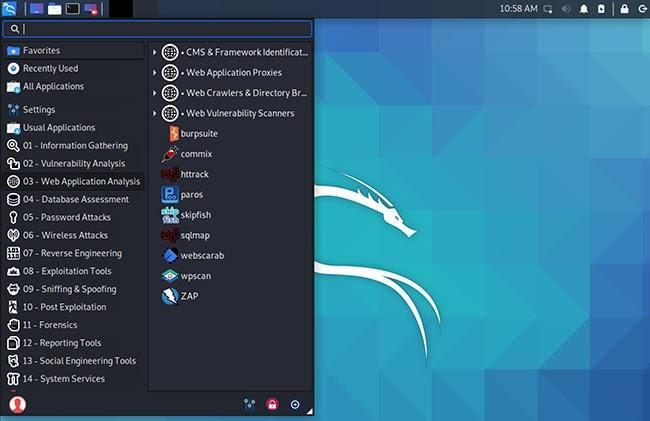 10:58 AM
Favorites
Recently Used
All Applications
Settings
Usual Applications
01 - Information Gathering
02 - Vulnerability Analysis
03 - Web Application Analysis
04 - Database Assessment
05 - Password Attacks
06 - Wireless Attacks
07 - Reverse Engineering
08 - Exploitation Tools
09 - Sniffing & Spoofing
10 - Post Exploitation
11 - Forensics
12 - Reporting Tools
13 - Social Engineering Tools
14 - System Services
• CMS & Framework Identificat...
• Web Application Proxies
• Web Crawlers & Directory Br...
• Web Vulnerability Scanners
burpsuite
commix
httrack
paros
skip fish
skipfish
sqlmap
webscarab
wpscan
ZAP